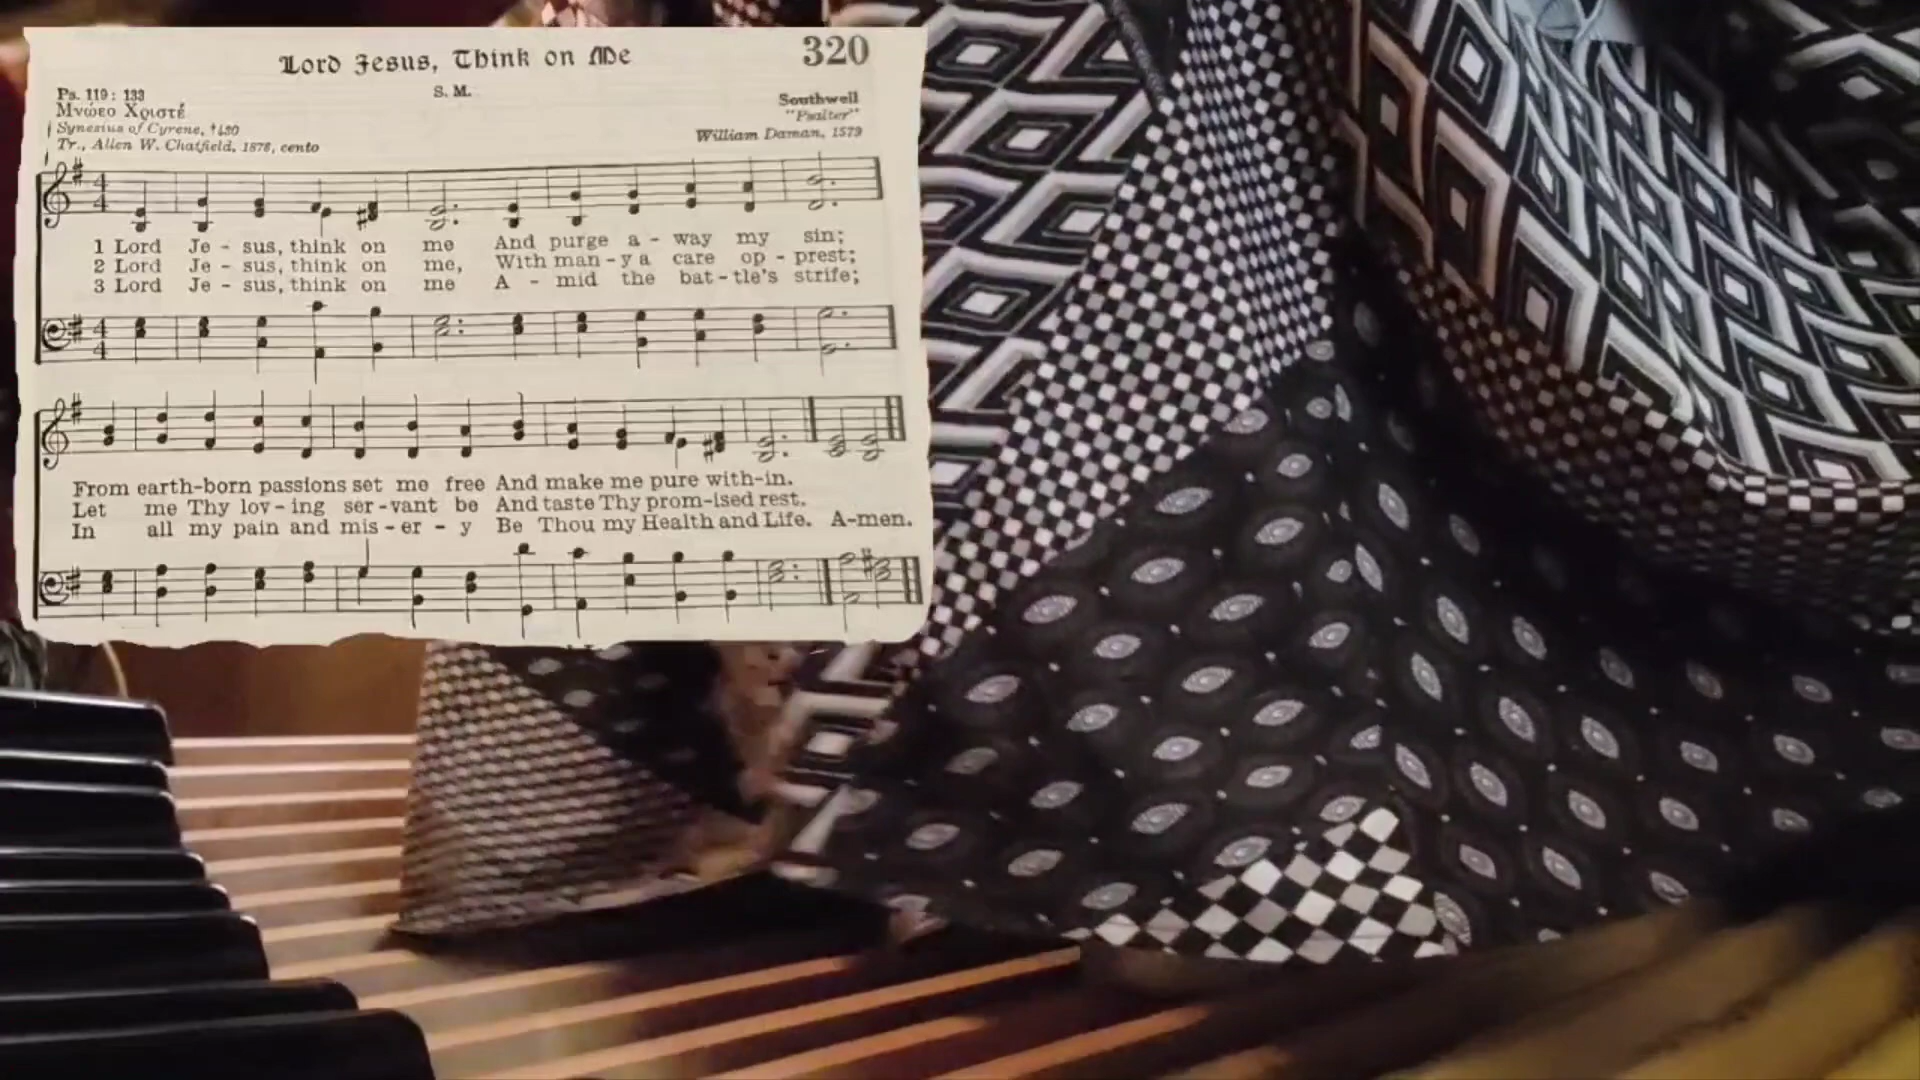 Lord Jesus, Think on Me
320
Ps. 119: 133
S. M.
Southwell
Μνώεο Χριστέ
"Psalter"
Synesius of Cyrene, †430
William Daman, 1579
Tr., Allen W. Chatfield, 1876, cento
4
4
1 Lord Je - sus, think on me And purge a - way my sin;
2 Lord Je - sus, think on me, With man - y a care op - prest;
3 Lord Je - sus, think on me A - mid the bat - tle's strife;
4
4
From earth-born passions set me free And make me pure with-in.
Let me Thy lov - ing ser - vant be And taste Thy prom-ised rest.
In all my pain and mis - er - y Be Thou my Health and Life. A-men.